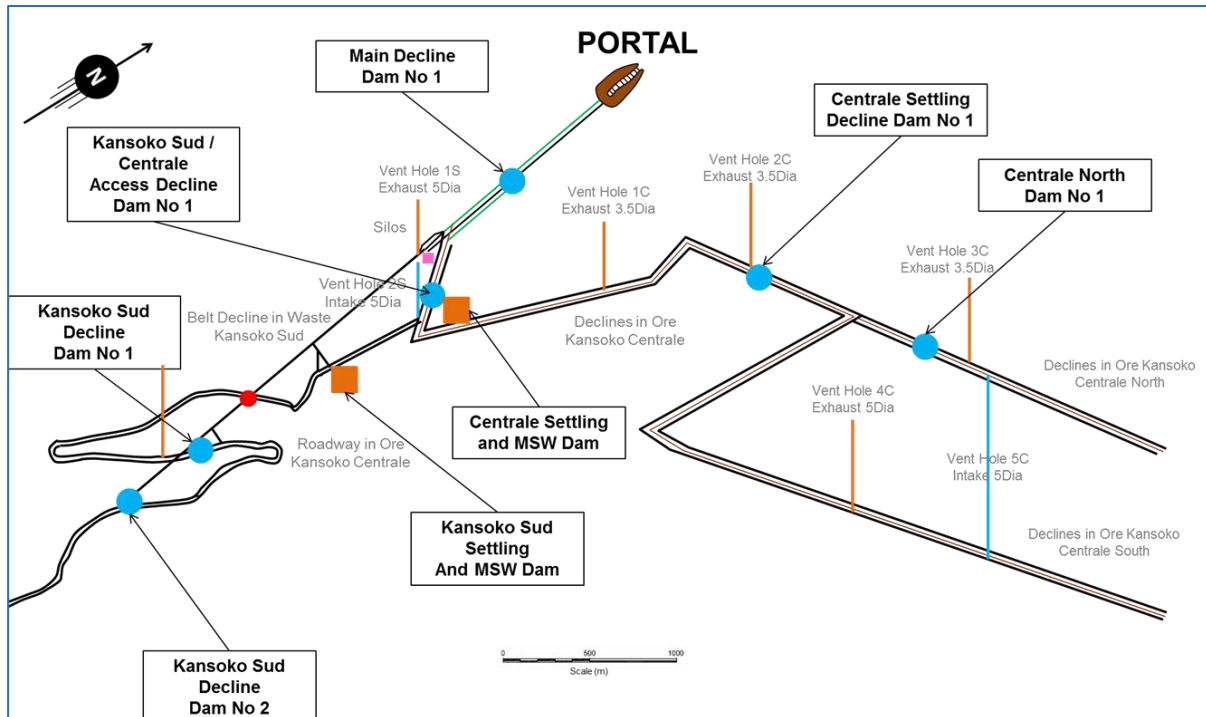 PORTAL
N
Main Decline
Dam No 1
Centrale Settling
Decline Dam No 1
Kansoko Sud /
Centrale
Access Decline
Dam No 1
Vent Hole 1S
Exhaust 5Dia
Vent Hole 2C
Exhaust 3.5Dia
Centrale North
Dam No 1
Vent Hole 1C
Exhaust 3.5Dia
Silos
Vent Hole 3C
Exhaust 3.5Dia
Vent Hole 2S
Intake 5Dia
Kansoko Sud
Decline
Dam No 1
Belt Decline in Waste
Kansoko Sud
Declines in Ore
Kansoko Centrale
Declines in Ore Kansoko
Centrale North
Vent Hole 4C
Exhaust 5Dia
Centrale Settling
and MSW Dam
Roadway in Ore
Kansoko Centrale
Vent Hole 5C
Intake 5Dia
Kansoko Sud
Settling
And MSW Dam
Declines in Ore Kansoko
Centrale South
Kansoko Sud
Decline
Dam No 2
0 500 1000
Scale (m)